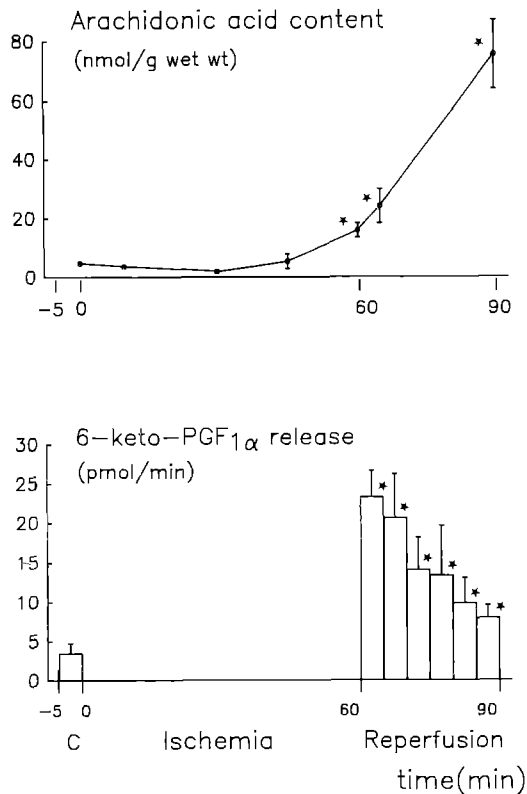 Arachidonic acid content
(nmol/g wet wt)
80
60
40
20
0
-5 0 60 90
6-keto-PGF1α release
(pmol/min)
30
25
20
15
10
5
0
-5 0 60 90
C Ischemia Reperfusion
time(min)